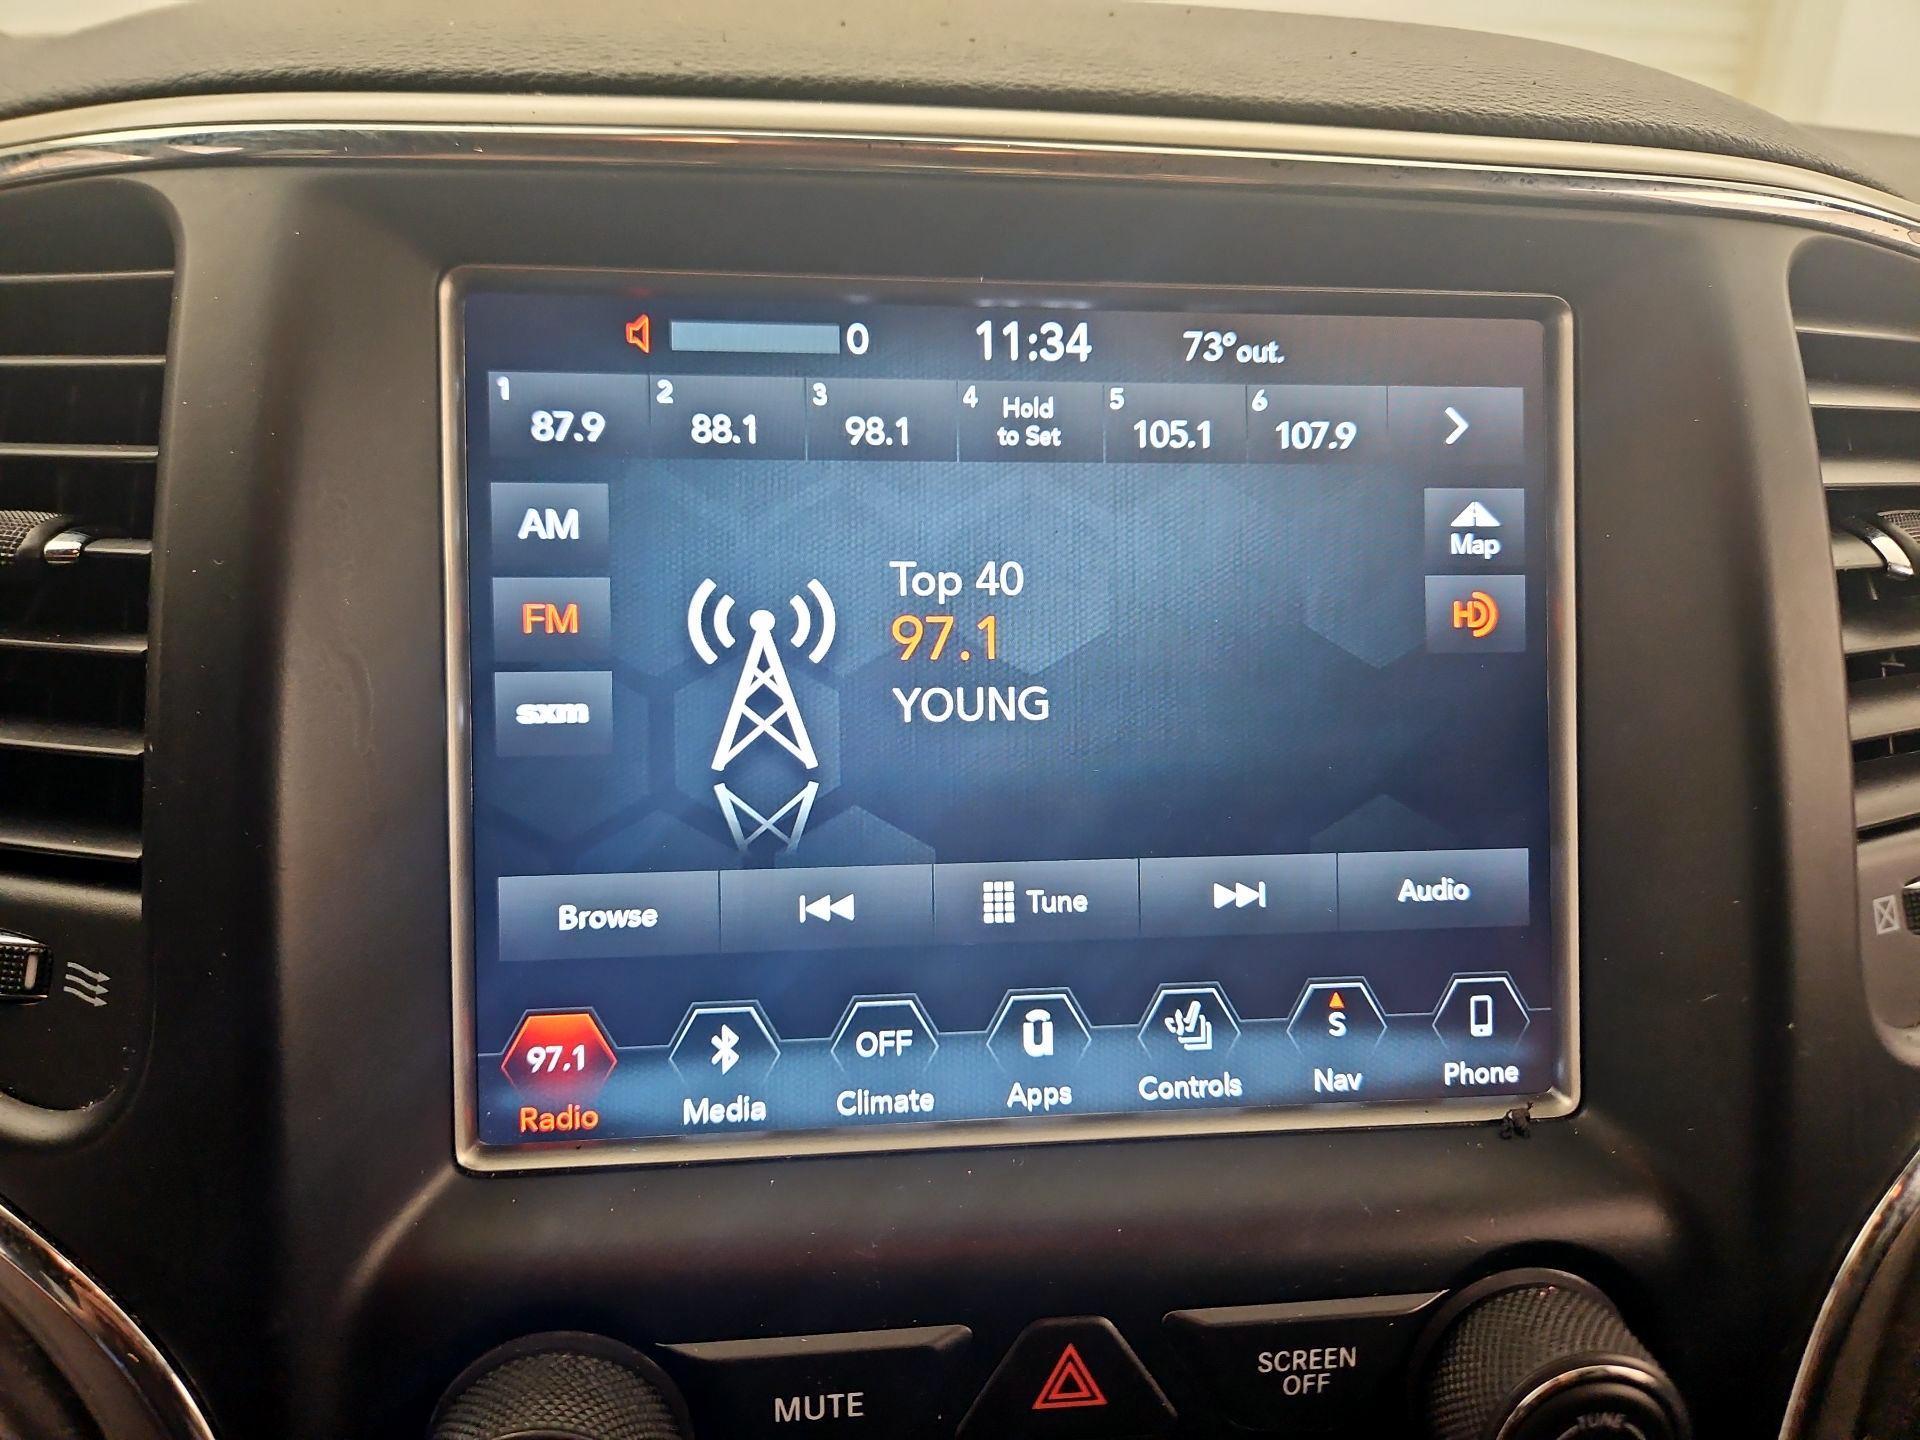 0 11:34 73°out.
1 2 3 4 5 6
87.9 88.1 98.1 Hold to Set 105.1 107.9
AM
Map
Top 40
FM
97.1
HD
sxm
YOUNG
Browse Tune Audio
97.1 OFF u S
Radio Media Climate Apps Controls Nav Phone
MUTE
SCREEN
OFF
TUNE